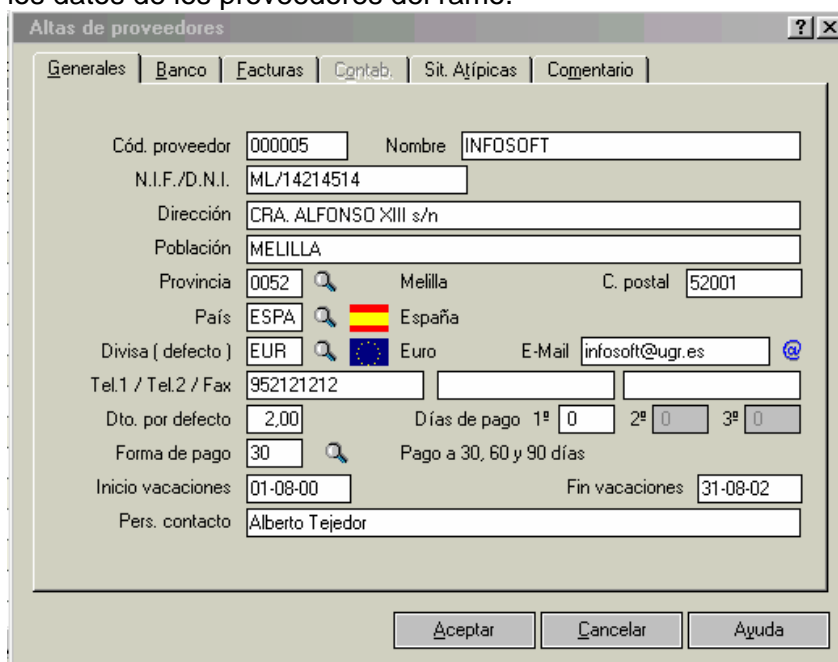 los datos de los proveedores del ramo.
Altas de proveedores ? ×
Generales Banco Facturas Contab. Sit. Atípicas Comentario
Cód. proveedor 000005 Nombre INFOSOFT
N.I.F./D.N.I. ML/14214514
Dirección CRA. ALFONSO XIII s/n
Población MELILLA
Provincia 0052 Melilla C. postal 52001
País ESPA España
Divisa ( defecto ) EUR Euro E-Mail infosoft@ugr.es @
Tel.1 / Tel.2 / Fax 952121212
Dto. por defecto 2,00 Días de pago 1º 0 2º 0 3º 0
Forma de pago 30 Pago a 30, 60 y 90 días
Inicio vacaciones 01-08-00 Fin vacaciones 31-08-02
Pers. contacto Alberto Tejedor
Aceptar Cancelar Ayuda